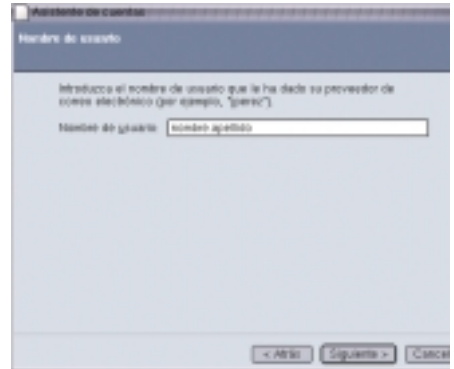 Asistente de cuentas
Nombre de usuario
Introduzca el nombre de usuario que le ha dado su proveedor de
correo electrónico (por ejemplo, "jperez").
Nombre de usuario nombre apellido
< Atrás Siguiente > Cancel